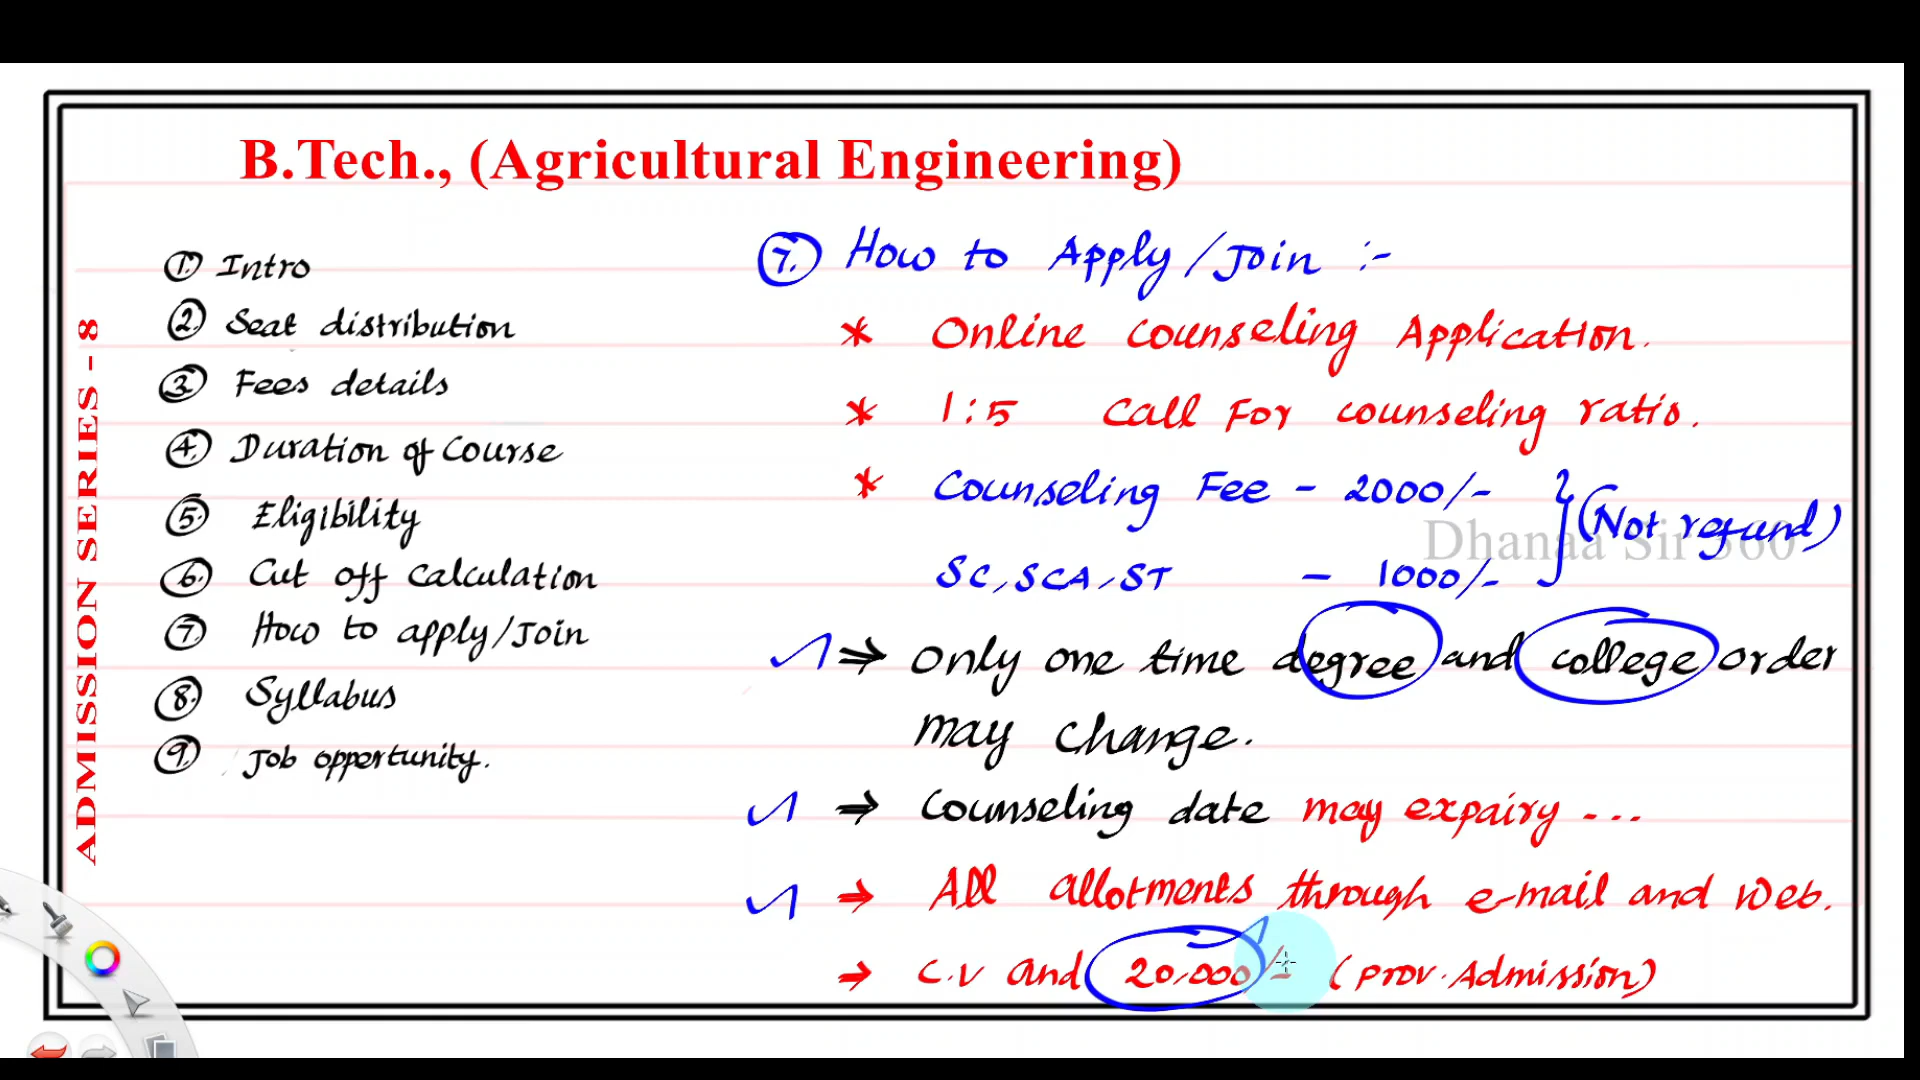 B.Tech., (Agricultural Engineering)
ADMISSION SERIES - 8
1. Intro
2. Seat distribution
3. Fees details
4. Duration of Course
5. Eligibility
6. Cut off calculation
7. How to apply/Join
8. Syllabus
9. Job opportunity.
7. How to Apply/Join :-
* Online counseling Application.
* 1:5 Call For counseling ratio.
* Counseling Fee - 2000/-
SC, SCA, ST - 1000/- } (Not refund)
Dhanaa Sir 360
⇒ Only one time degree and college order
may change.
⇒ Counseling date may expairy ...
⇒ All allotments through e-mail and web.
⇒ C.V and 20,000/- (Prov. Admission)